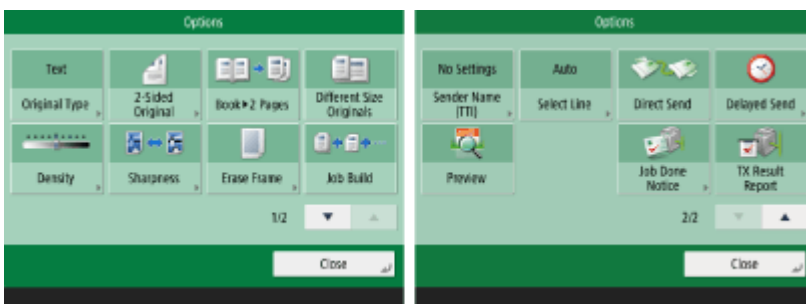 Options
Text
Original Type
2-Sided
Original
Book▶2 Pages
Different Size
Originals
Density
Sharpness
Erase Frame
Job Build
1/2
Close
Options
No Settings
Auto
Sender Name
(TTI)
Select Line
Direct Send
Delayed Send
Preview
Job Done
Notice
TX Result
Report
2/2
Close